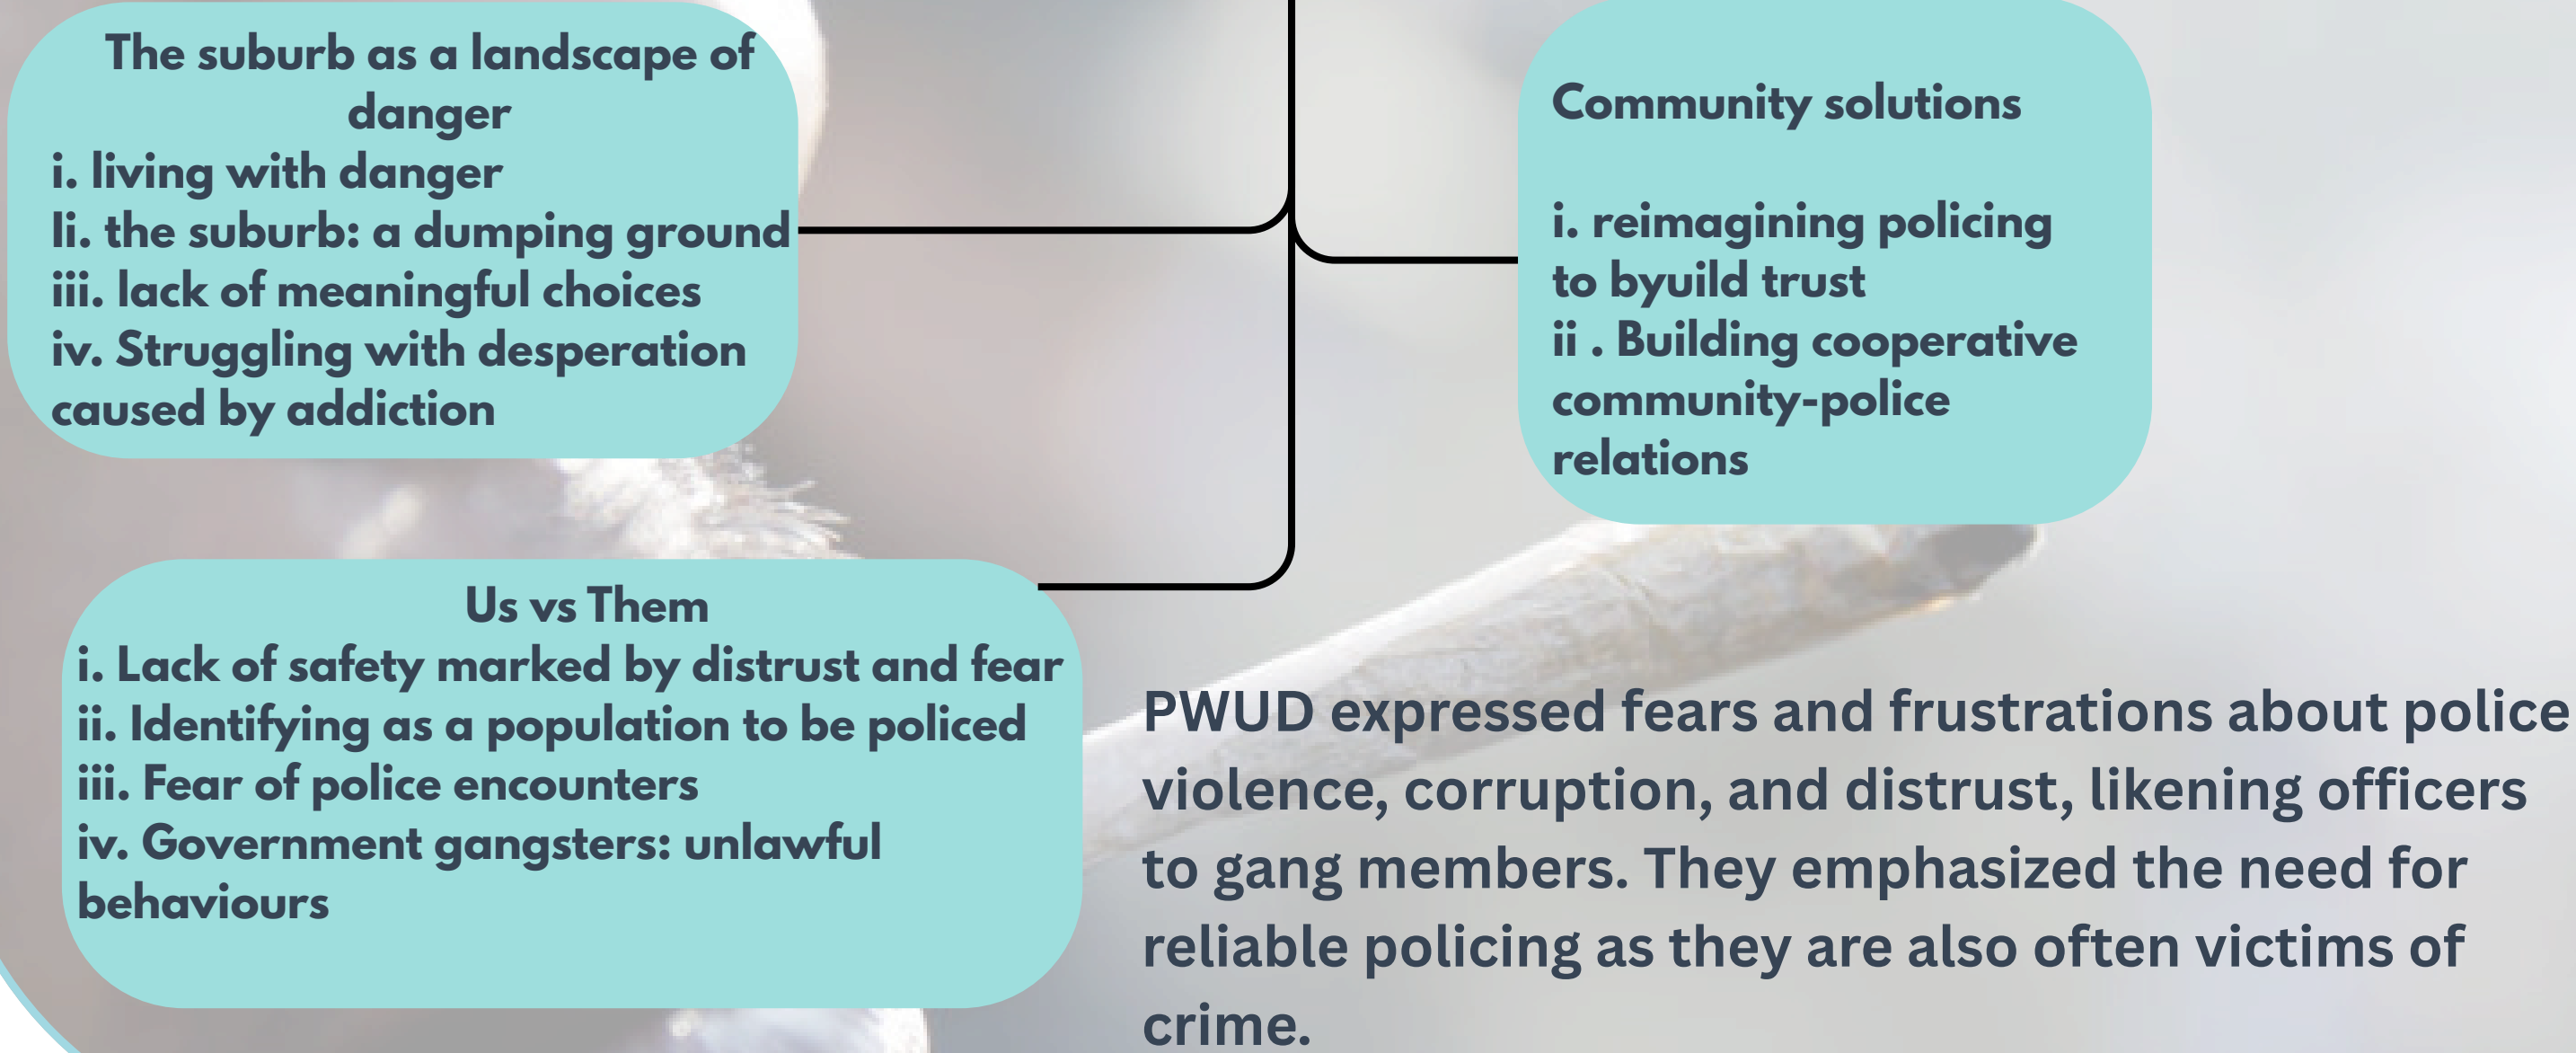 The suburb as a landscape of
danger
i. living with danger
Ii. the suburb: a dumping ground
iii. lack of meaningful choices
iv. Struggling with desperation
caused by addiction
Community solutions
i. reimagining policing
to byuild trust
ii . Building cooperative
community-police
relations
Us vs Them
i. Lack of safety marked by distrust and fear
ii. Identifying as a population to be policed
iii. Fear of police encounters
iv. Government gangsters: unlawful
behaviours
PWUD expressed fears and frustrations about police
violence, corruption, and distrust, likening officers
to gang members. They emphasized the need for
reliable policing as they are also often victims of
crime.